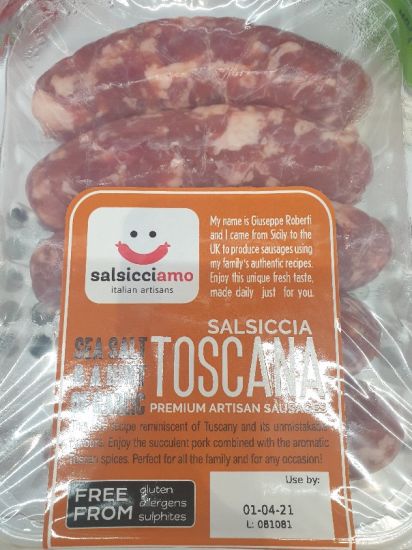 salsicciamo
italian artisans
My name is Giuseppe Roberti
and I came from Sicily to the
UK to produce sausages using
my family's authentic recipes.
Enjoy this unique fresh taste,
made daily just for you.
SEA SALT
& A
SALSICCIA
TOSCANA
PREMIUM ARTISAN SAUSAGES
reminiscent of Tuscany and its unmistakable
Enjoy the succulent pork combined with the aromatic
spices. Perfect for all the family and for any occasion!
FREE FROM
gluten
allergens
sulphites
Use by:
01-04-21
L: 081081